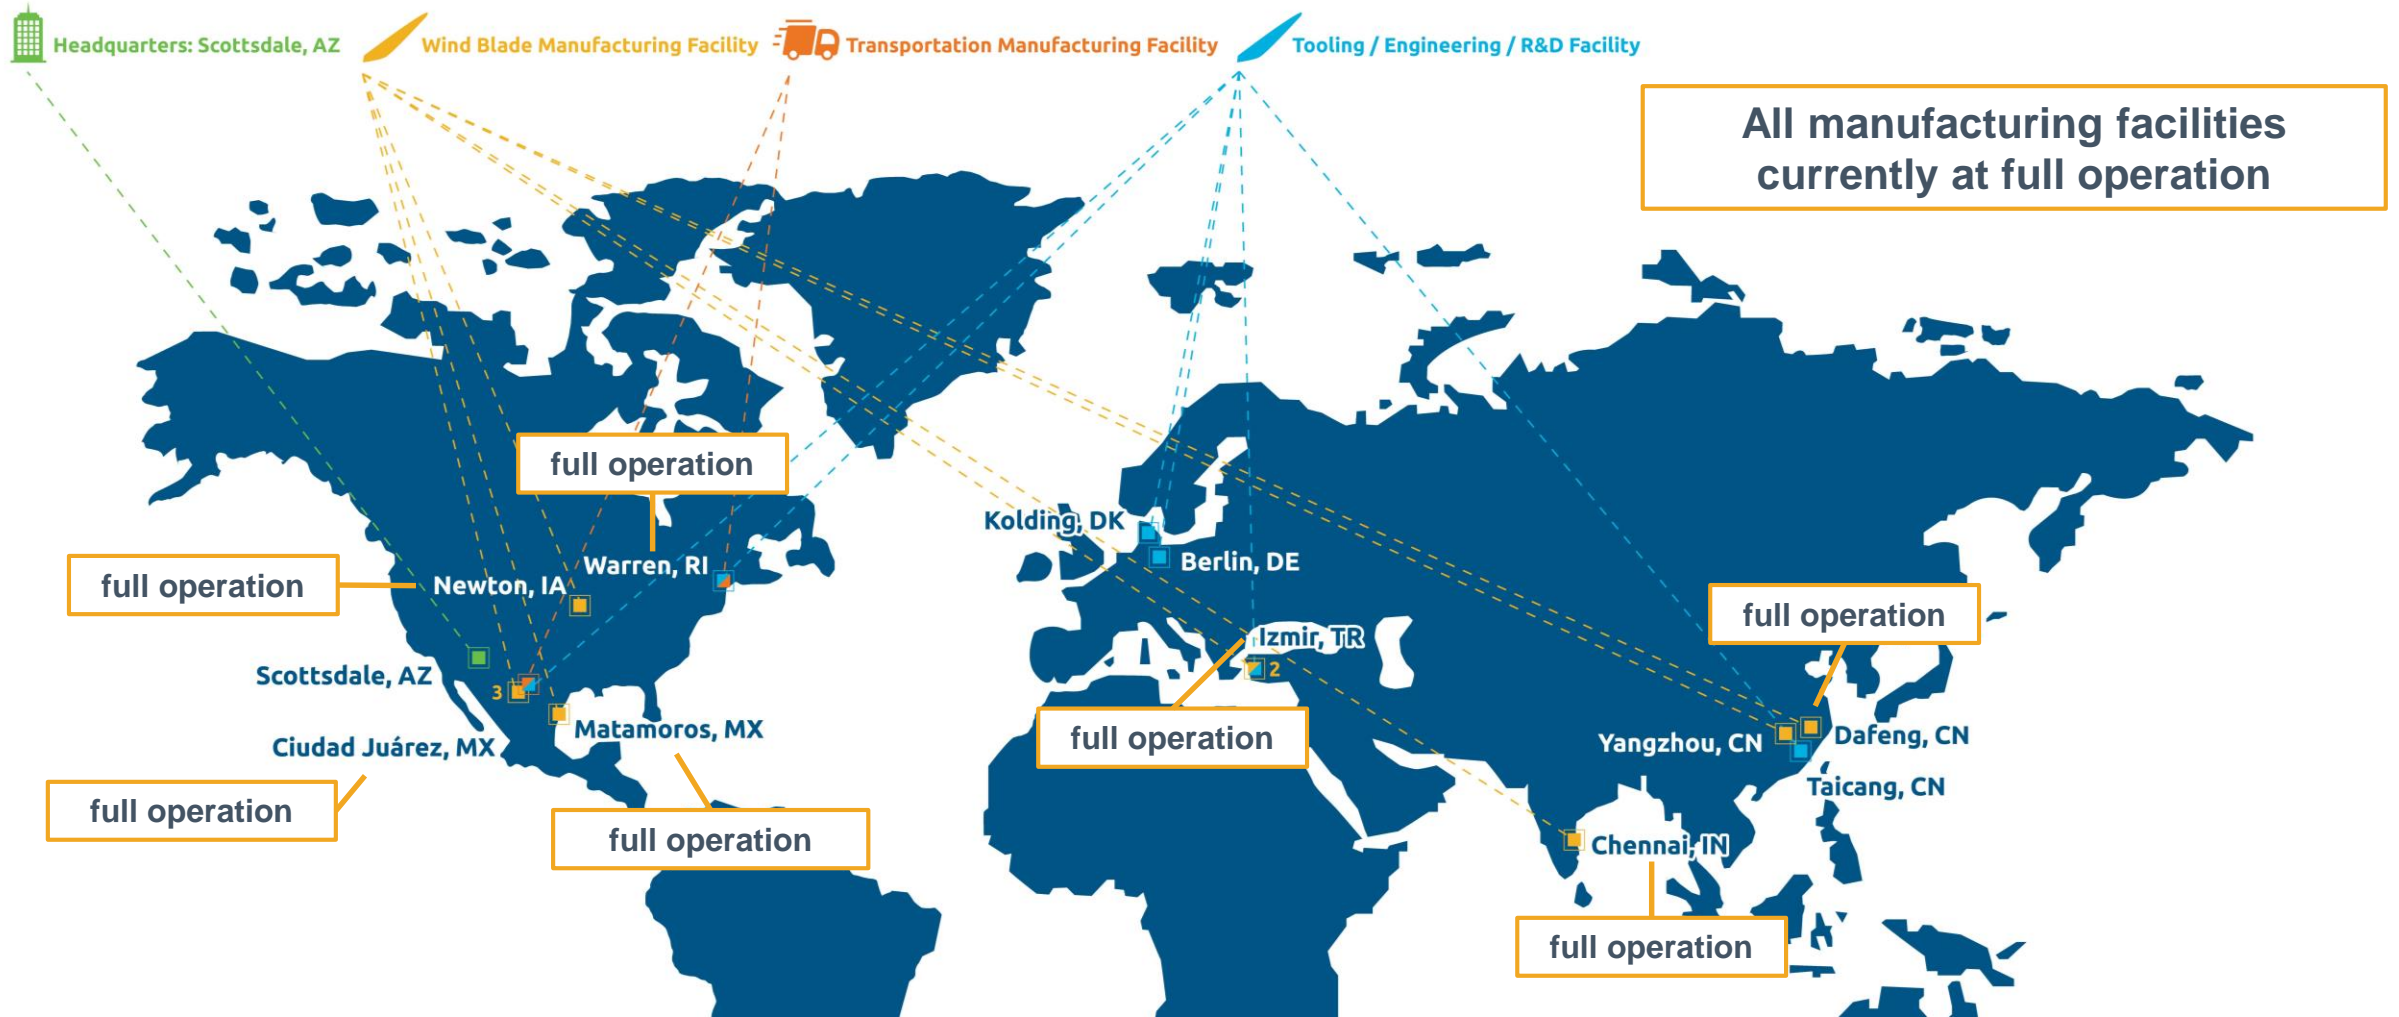 Headquarters: Scottsdale, AZ
Wind Blade Manufacturing Facility
Transportation Manufacturing Facility
Tooling / Engineering / R&D Facility
All manufacturing facilities
currently at full operation
full operation
Kolding, DK
Berlin, DE
Warren, RI
full operation
Newton, IA
full operation
Izmir, TR
2
Scottsdale, AZ
3
Matamoros, MX
Ciudad Juárez, MX
full operation
Yangzhou, CN
Dafeng, CN
Taicang, CN
full operation
full operation
Chennai, IN
full operation